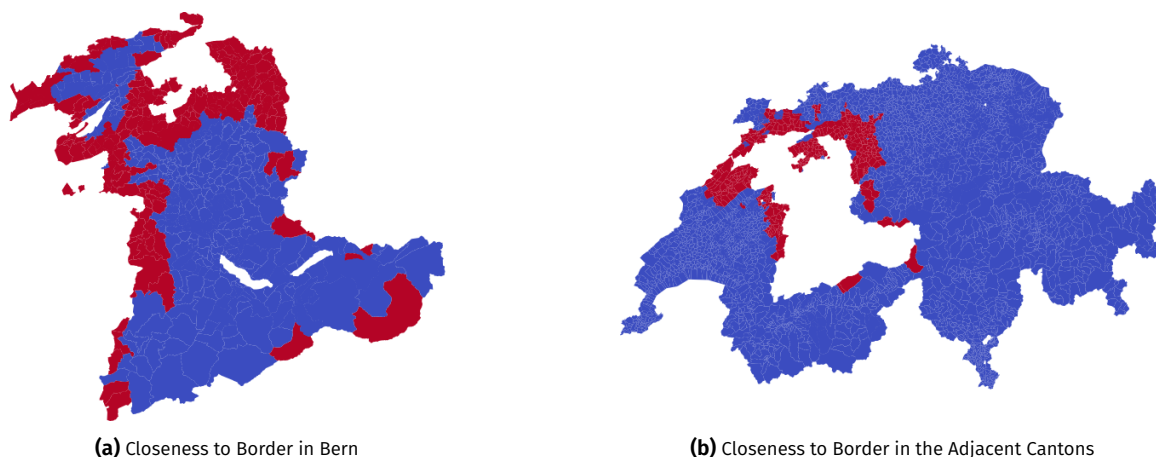 (a) Closeness to Border in Bern
(b) Closeness to Border in the Adjacent Cantons